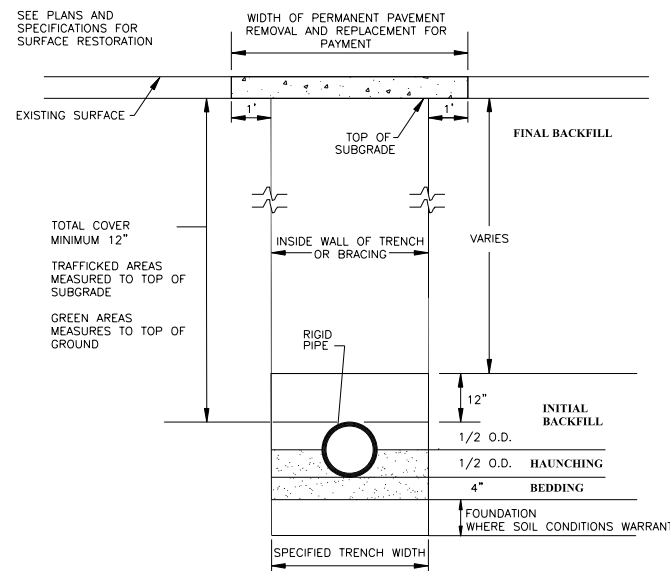 SEE PLANS AND
SPECIFICATIONS FOR
SURFACE RESTORATION
WIDTH OF PERMANENT PAVEMENT
REMOVAL AND REPLACEMENT FOR
PAYMENT
EXISTING SURFACE
1'
1'
TOP OF
SUBGRADE
FINAL BACKFILL
TOTAL COVER
MINIMUM 12"
TRAFFICKED AREAS
MEASURED TO TOP OF
SUBGRADE
GREEN AREAS
MEASURES TO TOP OF
GROUND
INSIDE WALL OF TRENCH
OR BRACING
VARIES
RIGID
PIPE
12"
INITIAL
BACKFILL
1/2 O.D.
1/2 O.D. HAUNCHING
4" BEDDING
FOUNDATION
WHERE SOIL CONDITIONS WARRANT
SPECIFIED TRENCH WIDTH